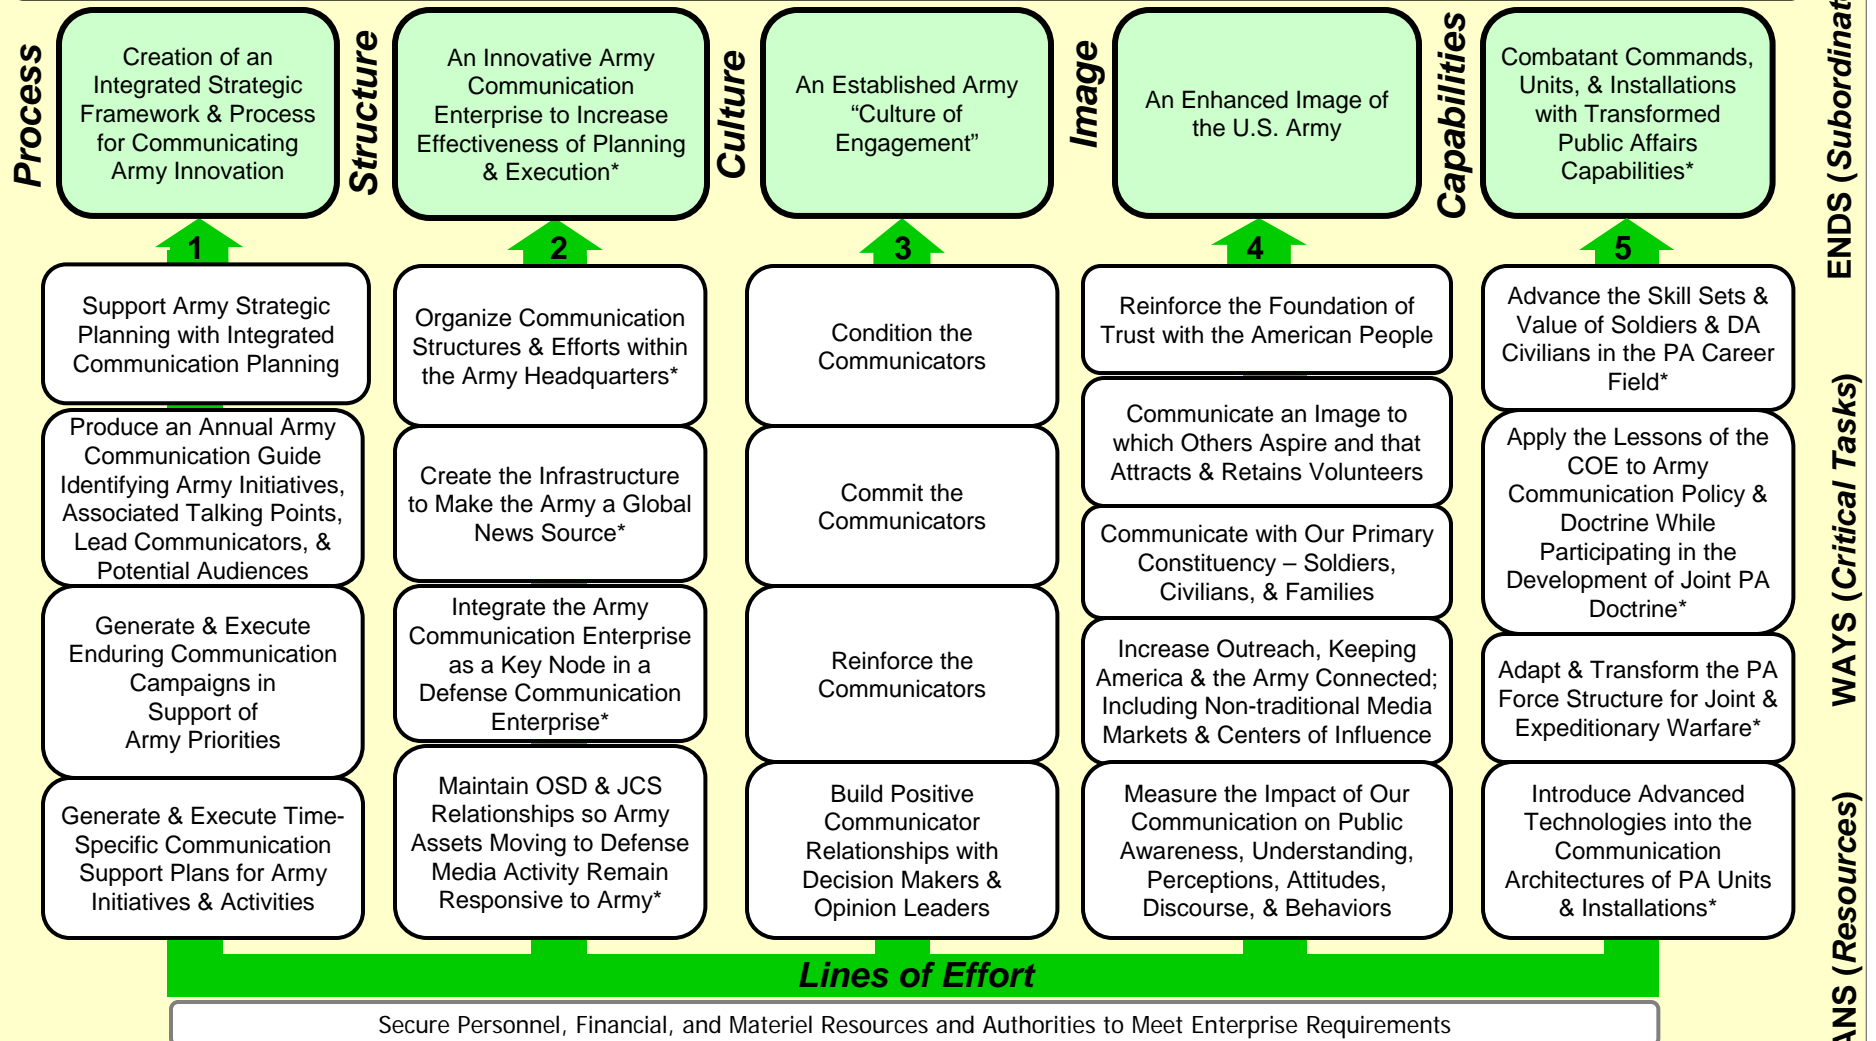 Process
Creation of an
Integrated Strategic
Framework & Process
for Communicating
Army Innovation
Structure
An Innovative Army
Communication
Enterprise to Increase
Effectiveness of Planning
& Execution*
Culture
An Established Army
“Culture of
Engagement”
Image
An Enhanced Image of
the U.S. Army
Capabilities
Combatant Commands,
Units, & Installations
with Transformed
Public Affairs
Capabilities*
1
Support Army Strategic
Planning with Integrated
Communication Planning
Produce an Annual Army
Communication Guide
Identifying Army Initiatives,
Associated Talking Points,
Lead Communicators, &
Potential Audiences
Generate & Execute
Enduring Communication
Campaigns in
Support of
Army Priorities
Generate & Execute Time-
Specific Communication
Support Plans for Army
Initiatives & Activities
2
Organize Communication
Structures & Efforts within
the Army Headquarters*
Create the Infrastructure
to Make the Army a Global
News Source*
Integrate the Army
Communication Enterprise
as a Key Node in a
Defense Communication
Enterprise*
Maintain OSD & JCS
Relationships so Army
Assets Moving to Defense
Media Activity Remain
Responsive to Army*
3
Condition the
Communicators
Commit the
Communicators
Reinforce the
Communicators
Build Positive
Communicator
Relationships with
Decision Makers &
Opinion Leaders
4
Reinforce the Foundation of
Trust with the American People
Communicate an Image to
which Others Aspire and that
Attracts & Retains Volunteers
Communicate with Our Primary
Constituency – Soldiers,
Civilians, & Families
Increase Outreach, Keeping
America & the Army Connected;
Including Non-traditional Media
Markets & Centers of Influence
Measure the Impact of Our
Communication on Public
Awareness, Understanding,
Perceptions, Attitudes,
Discourse, & Behaviors
5
Advance the Skill Sets &
Value of Soldiers & DA
Civilians in the PA Career
Field*
Apply the Lessons of the
COE to Army
Communication Policy &
Doctrine While
Participating in the
Development of Joint PA
Doctrine*
Adapt & Transform the PA
Force Structure for Joint &
Expeditionary Warfare*
Introduce Advanced
Technologies into the
Communication
Architectures of PA Units
& Installations*
Lines of Effort
Secure Personnel, Financial, and Materiel Resources and Authorities to Meet Enterprise Requirements
ENDS (Subordinat
WAYS (Critical Tasks)
ANS (Resources)